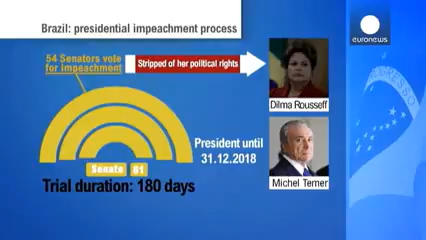 Brazil: presidential impeachment process
euronews
54 Senators vote
for impeachment
Stripped of her political rights
Dilma Rousseff
President until
31.12.2018
Senate 81
Trial duration: 180 days
Michel Temer